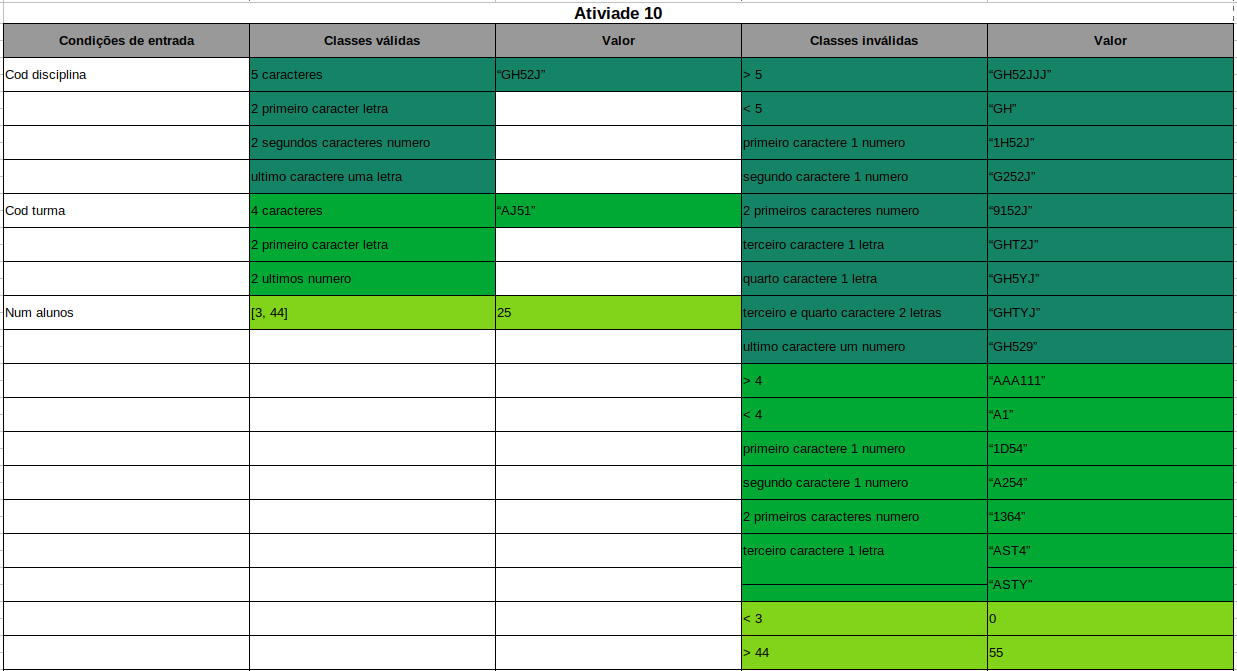 Ativiade 10
Condições de entrada Classes válidas Valor Classes inválidas Valor
Cod disciplina 5 caracteres “GH52J” > 5 “GH52JJJ”
2 primeiro caracter letra < 5 “GH”
2 segundos caracteres numero primeiro caractere 1 numero “1H52J”
ultimo caractere uma letra segundo caractere 1 numero “G252J”
Cod turma 4 caracteres “AJ51” 2 primeiros caracteres numero “9152J”
2 primeiro caracter letra terceiro caractere 1 letra “GHT2J”
2 ultimos numero quarto caractere 1 letra “GH5YJ”
Num alunos [3, 44] 25 terceiro e quarto caractere 2 letras “GHTYJ”
ultimo caractere um numero “GH529”
> 4 “AAA111”
< 4 “A1”
primeiro caractere 1 numero “1D54”
segundo caractere 1 numero “A254”
2 primeiros caracteres numero “1364”
terceiro caractere 1 letra “AST4”
“ASTY”
< 3 0
> 44 55